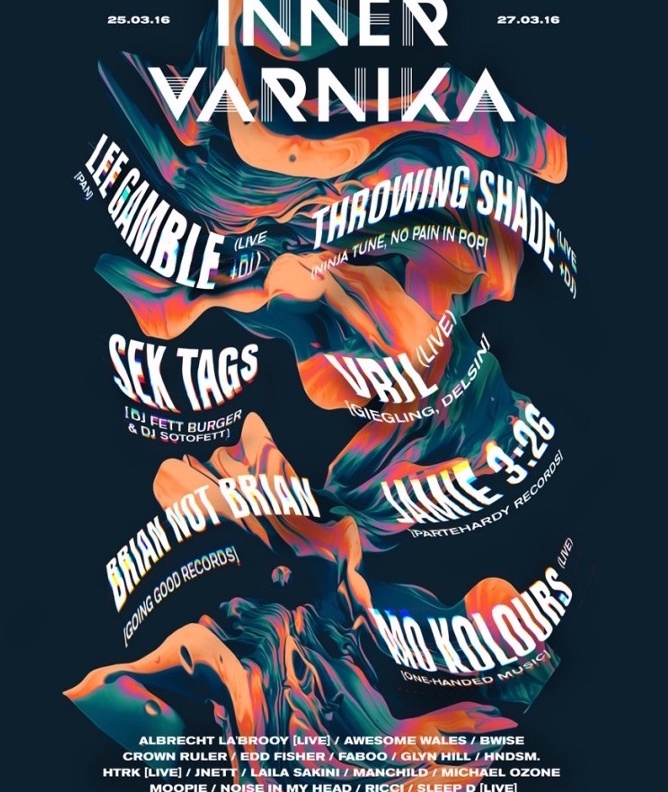 25.03.16
27.03.16
INNER
VARNIKA
LEE GAMBLE
(LIVE
+DJ)
[PAN]
THROWING SHADE
(LIVE
+DJ)
[NINJA TUNE, NO PAIN IN POP]
SEX TAGS
[DJ FETT BURGER
& DJ SOTOFETT]
VRIL (LIVE)
[GIEGLING, DELSIN]
JAMIE 3:26
[PARTEHARDY RECORDS]
BRIAN NOT BRIAN
[GOING GOOD RECORDS]
MO KOLOURS (LIVE)
[ONE-HANDED MUSIC]
ALBRECHT LA'BROOY [LIVE] / AWESOME WALES / BWISE
CROWN RULER / EDD FISHER / FABOO / GLYN HILL / HNDSM.
HTRK [LIVE] / JNETT / LAILA SAKINI / MANCHILD / MICHAEL OZONE
MOOPIE / NOISE IN MY HEAD / RICCI / SLEEP D [LIVE]